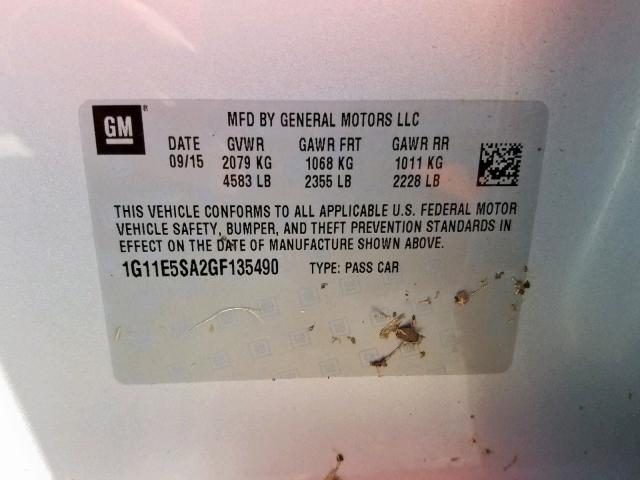 GM ®
MFD BY GENERAL MOTORS LLC
DATE GVWR GAWR FRT GAWR RR
09/15 2079 KG 1068 KG 1011 KG
4583 LB 2355 LB 2228 LB
THIS VEHICLE CONFORMS TO ALL APPLICABLE U.S. FEDERAL MOTOR
VEHICLE SAFETY, BUMPER, AND THEFT PREVENTION STANDARDS IN
EFFECT ON THE DATE OF MANUFACTURE SHOWN ABOVE.
1G11E5SA2GF135490 TYPE: PASS CAR